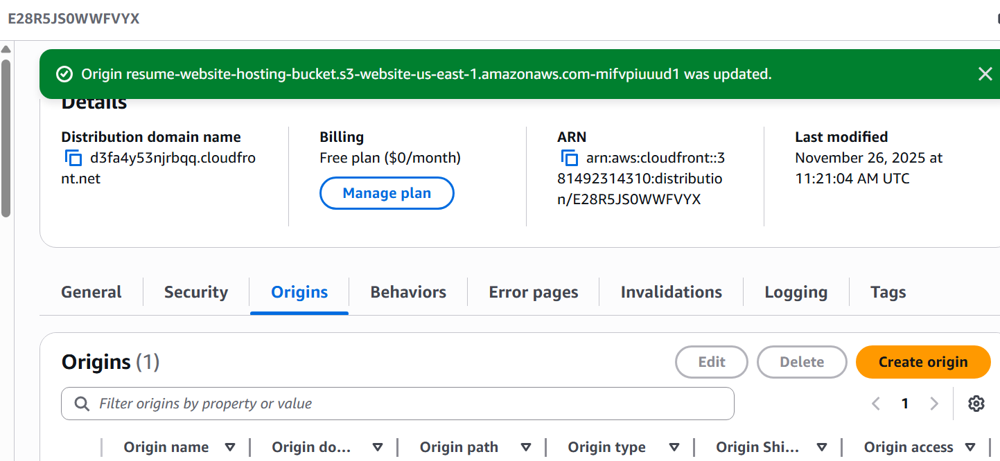 E28R5JS0WWFVYX
Origin resume-website-hosting-bucket.s3-website-us-east-1.amazonaws.com-mifvpiuuud1 was updated.
Details
Distribution domain name
d3fa4y53njrbqq.cloudfro
nt.net
Billing
Free plan ($0/month)
Manage plan
ARN
arn:aws:cloudfront::3
81492314310:distributio
n/E28R5JS0WWFVYX
Last modified
November 26, 2025 at
11:21:04 AM UTC
General
Security
Origins
Behaviors
Error pages
Invalidations
Logging
Tags
Origins (1)
Edit
Delete
Create origin
Filter origins by property or value
1
Origin name
Origin do...
Origin path
Origin type
Origin Shi...
Origin access